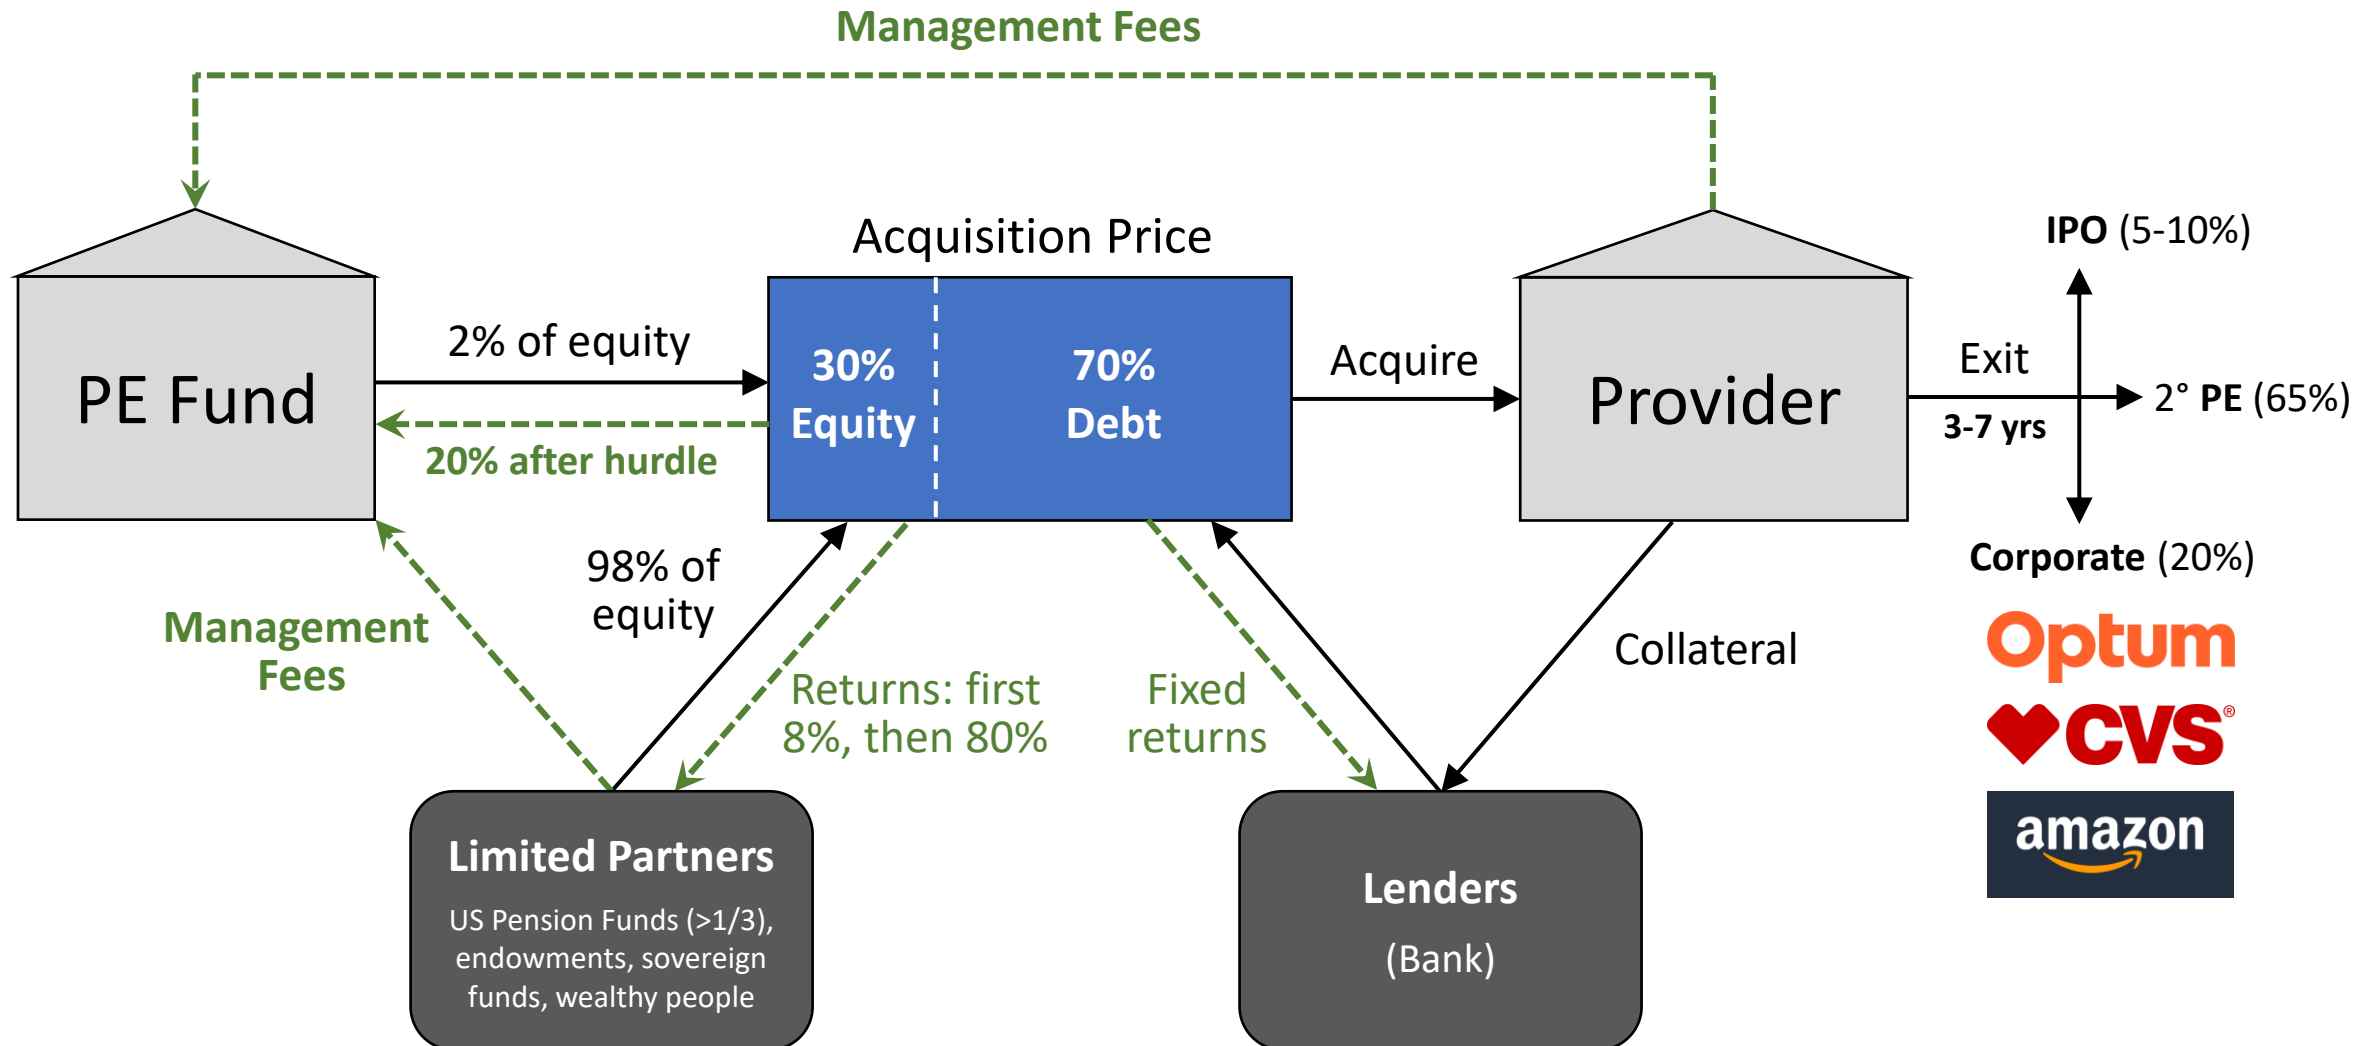 Management Fees
Acquisition Price
IPO (5-10%)
PE Fund
2% of equity
20% after hurdle
30%
Equity
70%
Debt
Acquire
Provider
Exit
3-7 yrs
2° PE (65%)
Corporate (20%)
98% of
equity
Management
Fees
Returns: first
8%, then 80%
Fixed
returns
Collateral
Optum
CVS®
amazon
Limited Partners
US Pension Funds (>1/3),
endowments, sovereign
funds, wealthy people
Lenders
(Bank)